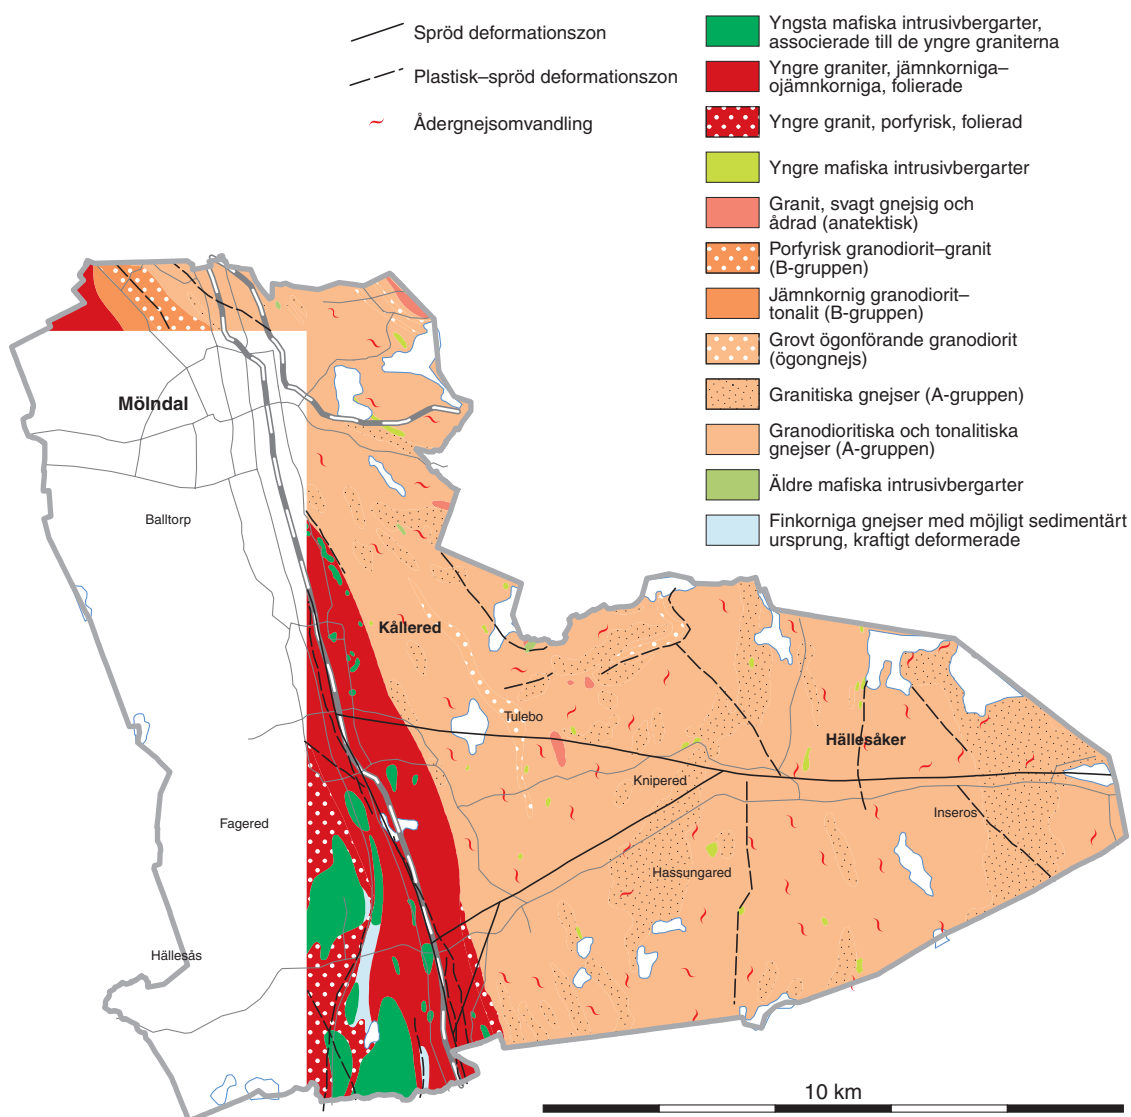 Spröd deformationszon
Plastisk–spröd deformationszon
Ådergnejsomvandling
Yngsta mafiska intrusivbergarter,
associerade till de yngre graniterna
Yngre graniter, jämnkorniga–
ojämnkorniga, folierade
Yngre granit, porfyrisk, folierad
Yngre mafiska intrusivbergarter
Granit, svagt gnejsig och
ådrad (anatektisk)
Porfyrisk granodiorit–granit
(B-gruppen)
Jämnkornig granodiorit–
tonalit (B-gruppen)
Grovt ögonförande granodiorit
(ögongnejs)
Granitiska gnejser (A-gruppen)
Granodioritiska och tonalitiska
gnejser (A-gruppen)
Äldre mafiska intrusivbergarter
Finkorniga gnejser med möjligt sedimentärt
ursprung, kraftigt deformerade
Mölndal
Balltorp
Kållered
Tulebo
Hällesåker
Knipered
Inseros
Fagered
Hassungared
Hällesås
10 km